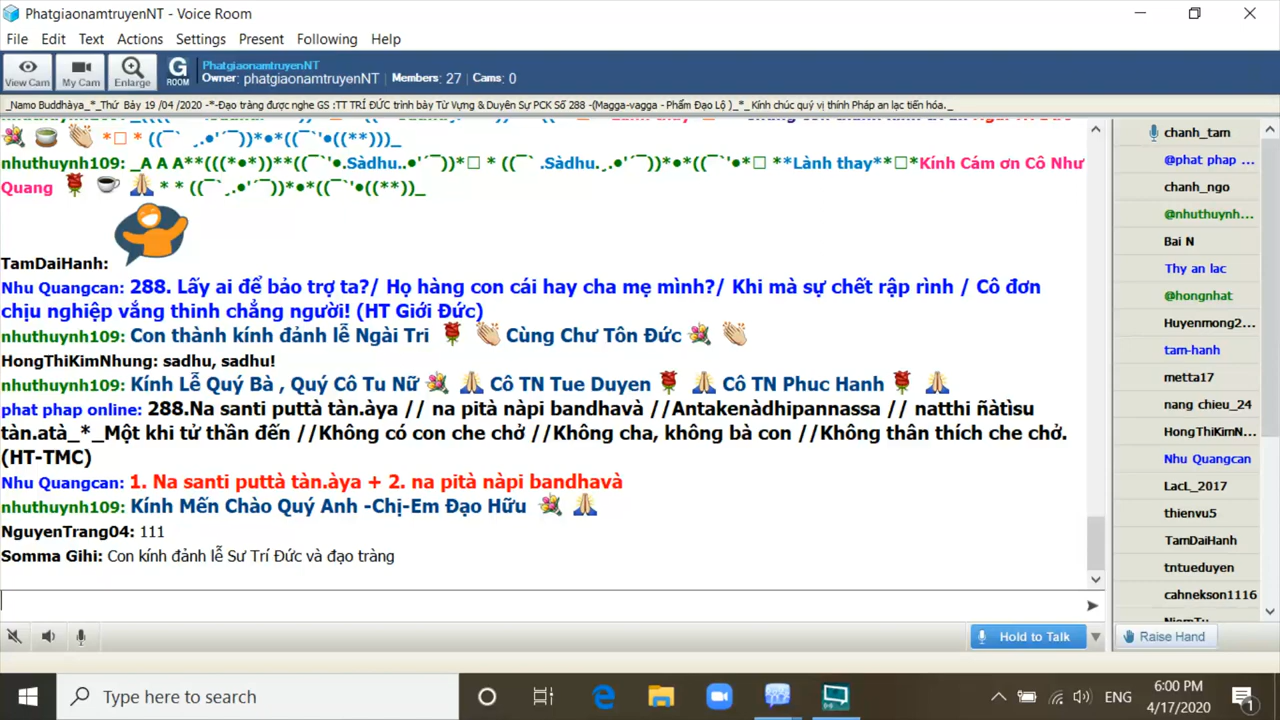 PhatgiaonamtruyenNT - Voice Room
File Edit Text Actions Settings Present Following Help
View Cam My Cam Enlarge G ROOM PhatgiaonamtruyenNT
Owner: phatgiaonamtruyenNT Members: 27 Cams: 0
_Namo Buddhàya_*_Thứ Bảy 19 /04 /2020 -*-Đạo tràng được nghe GS :TT TRÍ ĐỨC trình bày Từ Vựng & Duyên Sự PCK Số 288 -(Magga-vagga - Phẩm Đạo Lộ )_*_ Kính chúc quý vị thính Pháp an lạc tiến hóa._
nhuthuynh109: _A A A**(((*•*))**((¯`'•.Sàdhu..•'´¯))*□ * ((¯` .Sàdhu.¸.•'´¯))*•*((¯`'•*□ **Lành thay**□*Kính Cám ơn Cô Như
Quang * * ((¯`¸.•'´¯))*•*((¯`'•((**))_
TamDaiHanh:
Nhu Quangcan: 288. Lấy ai để bảo trợ ta?/ Họ hàng con cái hay cha mẹ mình?/ Khi mà sự chết rập rình / Cô đơn
chịu nghiệp vắng thinh chẳng người! (HT Giới Đức)
nhuthuynh109: Con thành kính đảnh lễ Ngài Tri Cùng Chư Tôn Đức
HongThiKimNhung: sadhu, sadhu!
nhuthuynh109: Kính Lễ Quý Bà , Quý Cô Tu Nữ Cô TN Tue Duyen Cô TN Phuc Hanh
phat phap online: 288.Na santi puttà tàn.àya // na pità nàpi bandhavà //Antakenàdhipannassa // natthi ñàtìsu
tàn.atà_*_Một khi tử thần đến //Không có con che chở //Không cha, không bà con //Không thân thích che chở.
(HT-TMC)
Nhu Quangcan: 1. Na santi puttà tàn.àya + 2. na pità nàpi bandhavà
nhuthuynh109: Kính Mến Chào Quý Anh -Chị-Em Đạo Hữu
NguyenTrang04: 111
Somma Gihi: Con kính đảnh lễ Sư Trí Đức và đạo tràng
Hold to Talk
chanh_tam
@phat phap ...
chanh_ngo
@nhuthuynh...
Bai N
Thy an lac
@hongnhat
Huyenmong2...
tam-hanh
metta17
nang chieu_24
HongThiKimN...
Nhu Quangcan
LacL_2017
thienvu5
TamDaiHanh
tntueduyen
cahnekson1116
Raise Hand
Type here to search
ENG
6:00 PM
4/17/2020
1